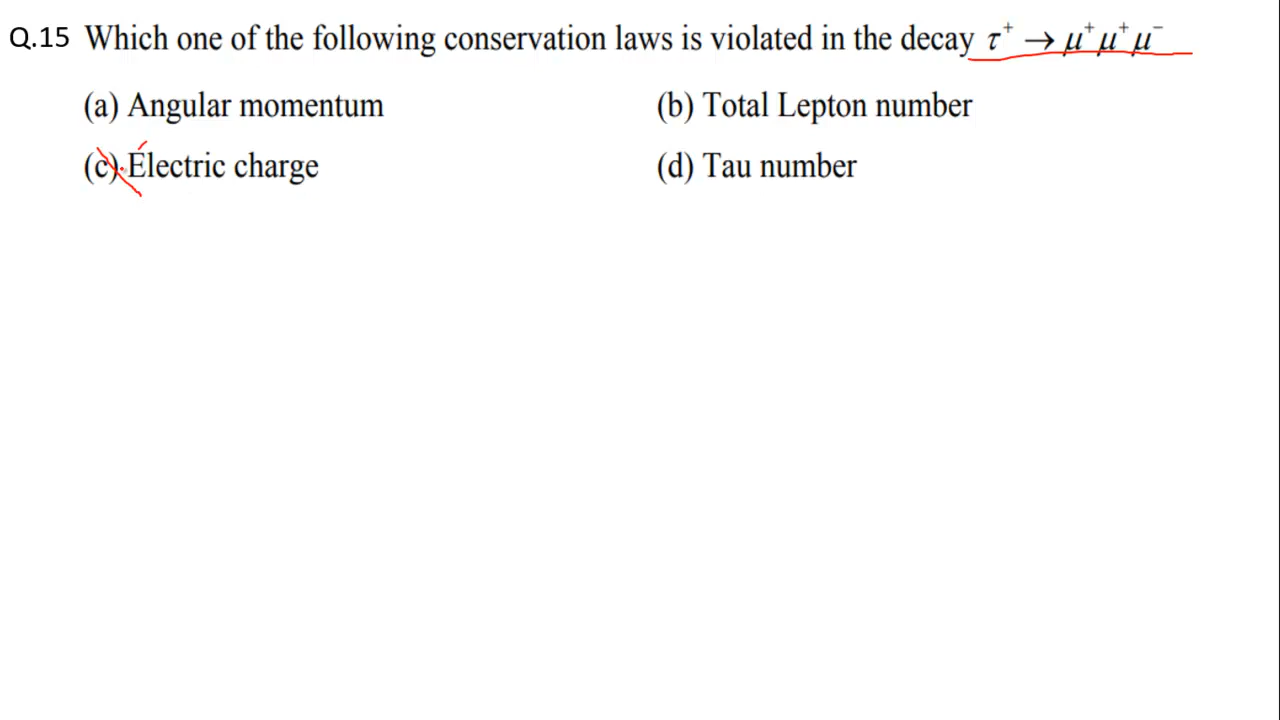 Q.15 Which one of the following conservation laws is violated in the decay τ⁺ → μ⁺μ⁺μ⁻
(a) Angular momentum (b) Total Lepton number
(c) Electric charge (d) Tau number